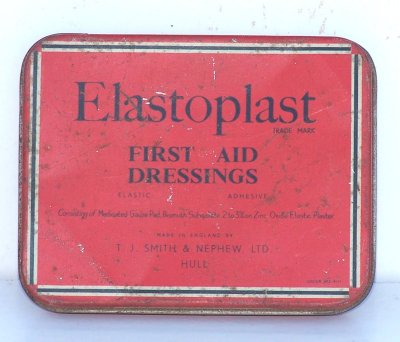 Elastoplast
TRADE MARK
FIRST AID
DRESSINGS
ELASTIC ADHESIVE
Consisting of Medicated Gauze Pad, Bismuth Subgallate 2 to 3% on Zinc Oxide Elastic Plaster
MADE IN ENGLAND BY
T. J. SMITH & NEPHEW LTD.
HULL